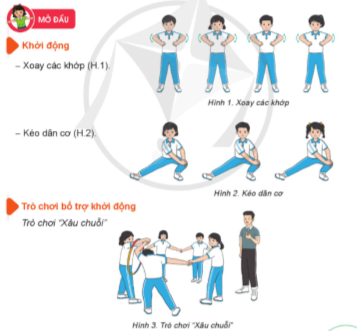 MỞ ĐẦU
Khởi động
– Xoay các khớp (H.1).
Hình 1. Xoay các khớp
– Kéo dãn cơ (H.2).
Hình 2. Kéo dãn cơ
Trò chơi bổ trợ khởi động
Trò chơi “Xâu chuỗi”
Hình 3. Trò chơi “Xâu chuỗi”